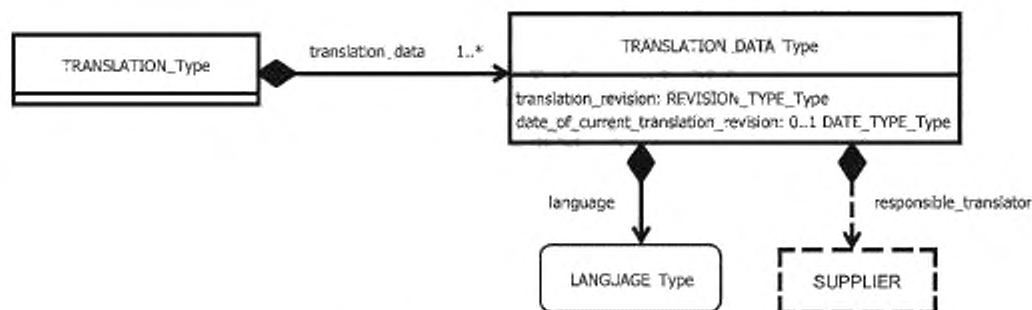 TRANSLATION_Type
translation_data 1..*
TRANSLATION_DATA Type
translation_revision: REVISION_TYPE_Type
date_of_current_translation_revision: 0..1 DATE_TYPE_Type
language
responsible_translator
LANGUAGE Type
SUPPLIER